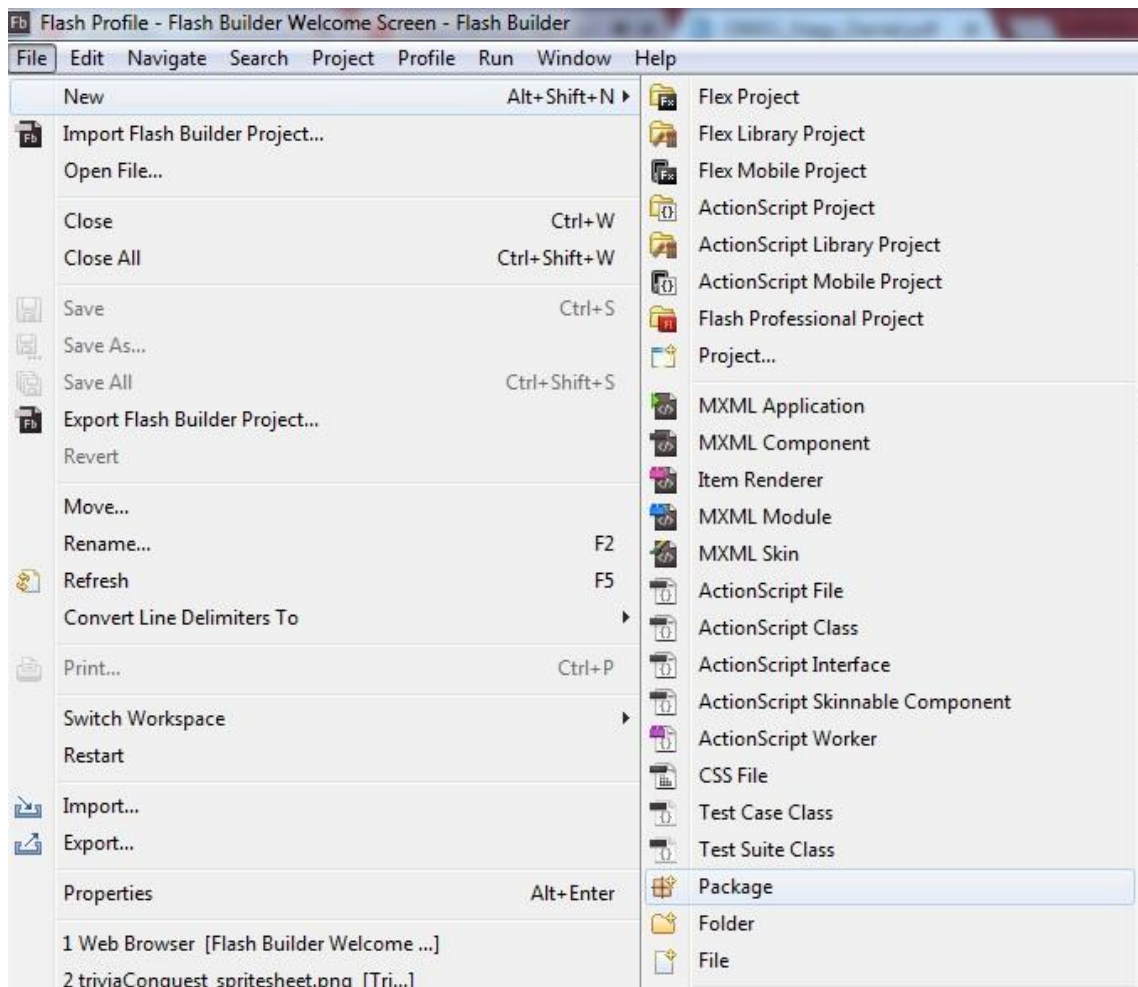 Fb Flash Profile - Flash Builder Welcome Screen - Flash Builder
File Edit Navigate Search Project Profile Run Window Help
New Alt+Shift+N
Import Flash Builder Project...
Open File...
Close Ctrl+W
Close All Ctrl+Shift+W
Save Ctrl+S
Save As...
Save All Ctrl+Shift+S
Export Flash Builder Project...
Revert
Move...
Rename... F2
Refresh F5
Convert Line Delimiters To
Print... Ctrl+P
Switch Workspace
Restart
Import...
Export...
Properties Alt+Enter
1 Web Browser [Flash Builder Welcome ...]
2 triviaConquest_spritesheet.png [Tri...]
Flex Project
Flex Library Project
Flex Mobile Project
ActionScript Project
ActionScript Library Project
ActionScript Mobile Project
Flash Professional Project
Project...
MXML Application
MXML Component
Item Renderer
MXML Module
MXML Skin
ActionScript File
ActionScript Class
ActionScript Interface
ActionScript Skinnable Component
ActionScript Worker
CSS File
Test Case Class
Test Suite Class
Package
Folder
File